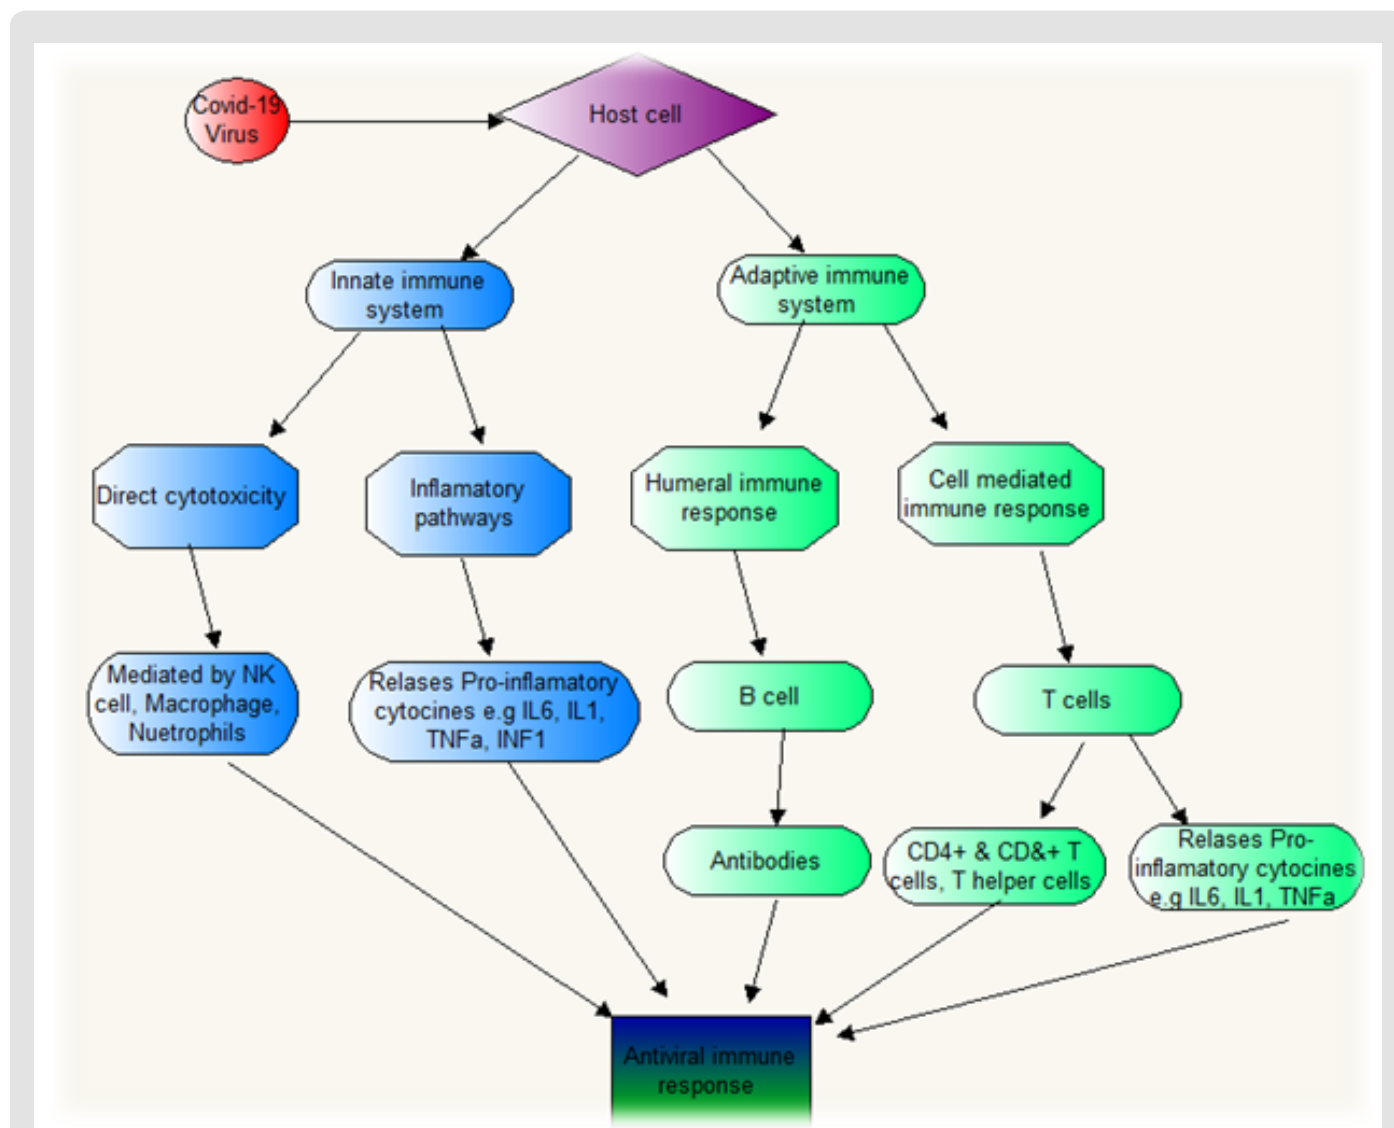 Covid-19
Virus
Host cell
Innate immune
system
Adaptive immune
system
Direct cytotoxicity
Inflamatory
pathways
Humeral immune
response
Cell mediated
immune response
Mediated by NK
cell, Macrophage,
Nuetrophils
Relases Pro-inflamatory
cytocines e.g IL6, IL1,
TNFa, INF1
B cell
T cells
Antibodies
CD4+ & CD&+ T
cells, T helper cells
Relases Pro-
inflamatory cytocines
e.g IL6, IL1, TNFa
Antiviral immune
response